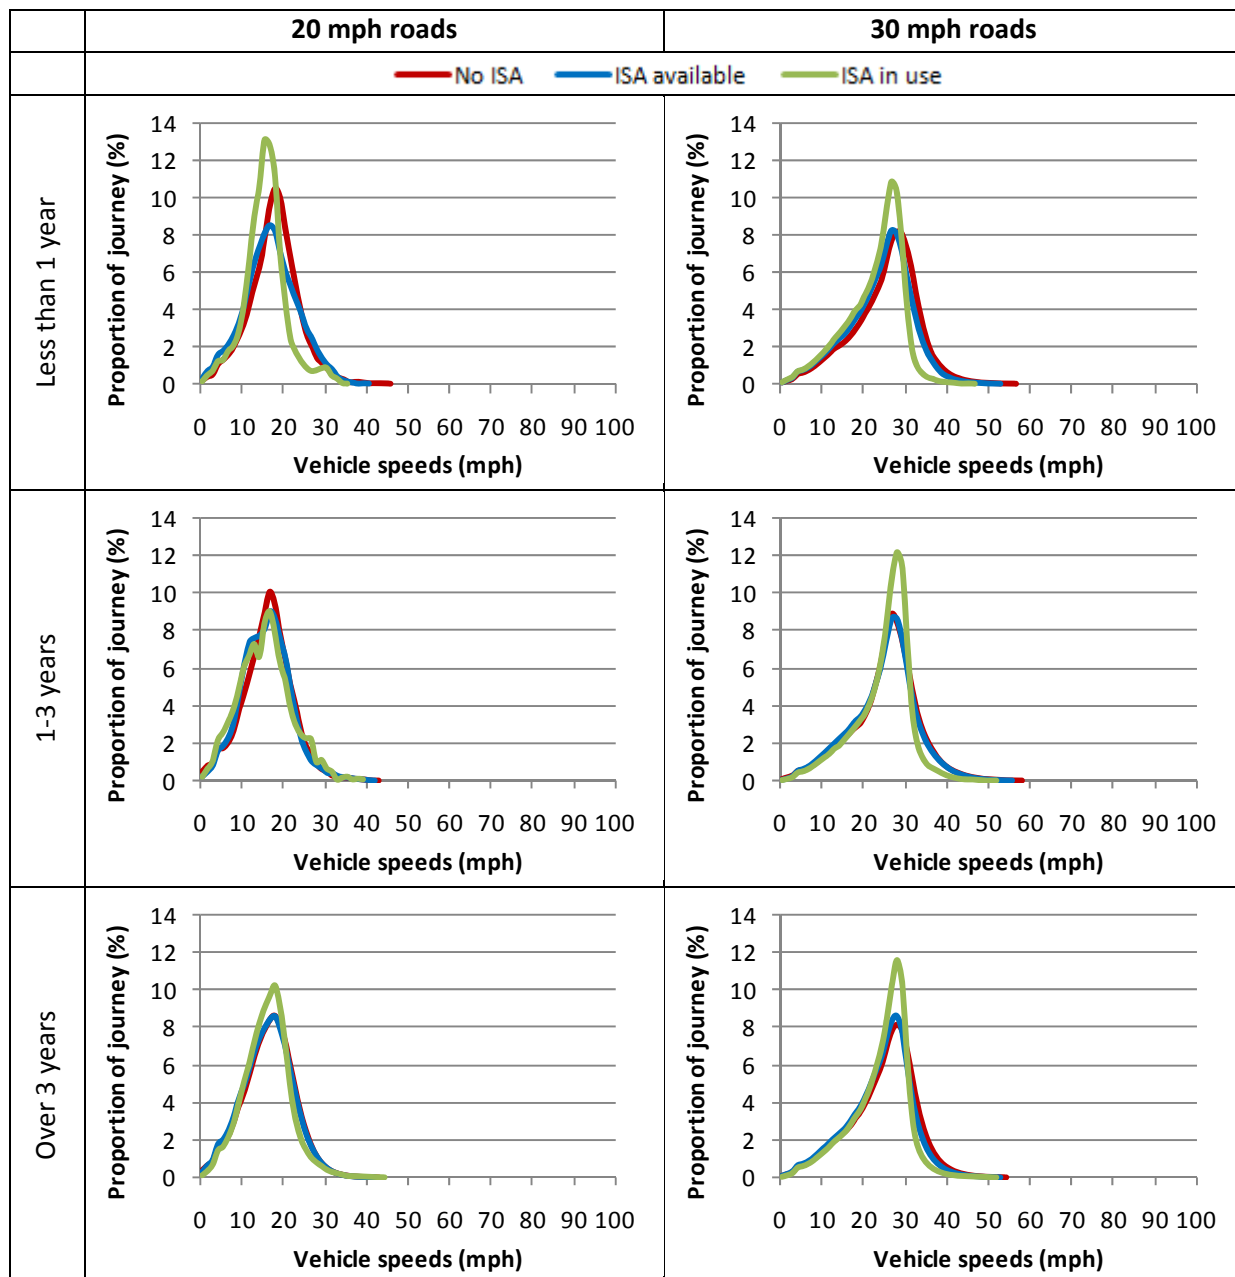 20 mph roads 30 mph roads
No ISA ISA available ISA in use
Less than 1 year
Proportion of journey (%)
14
12
10
8
6
4
2
0
0 10 20 30 40 50 60 70 80 90 100
Vehicle speeds (mph)
Proportion of journey (%)
14
12
10
8
6
4
2
0
0 10 20 30 40 50 60 70 80 90 100
Vehicle speeds (mph)
1-3 years
Proportion of journey (%)
14
12
10
8
6
4
2
0
0 10 20 30 40 50 60 70 80 90 100
Vehicle speeds (mph)
Proportion of journey (%)
14
12
10
8
6
4
2
0
0 10 20 30 40 50 60 70 80 90 100
Vehicle speeds (mph)
Over 3 years
Proportion of journey (%)
14
12
10
8
6
4
2
0
0 10 20 30 40 50 60 70 80 90 100
Vehicle speeds (mph)
Proportion of journey (%)
14
12
10
8
6
4
2
0
0 10 20 30 40 50 60 70 80 90 100
Vehicle speeds (mph)